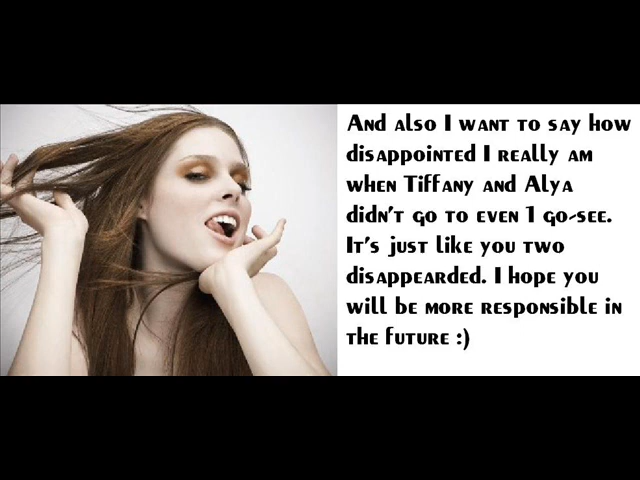 And also I want to say how
disappointed I really am
when Tiffany and Alya
didn't go to even 1 go-see.
It's just like you two
disappearded. I hope you
will be more responsible in
the future :)